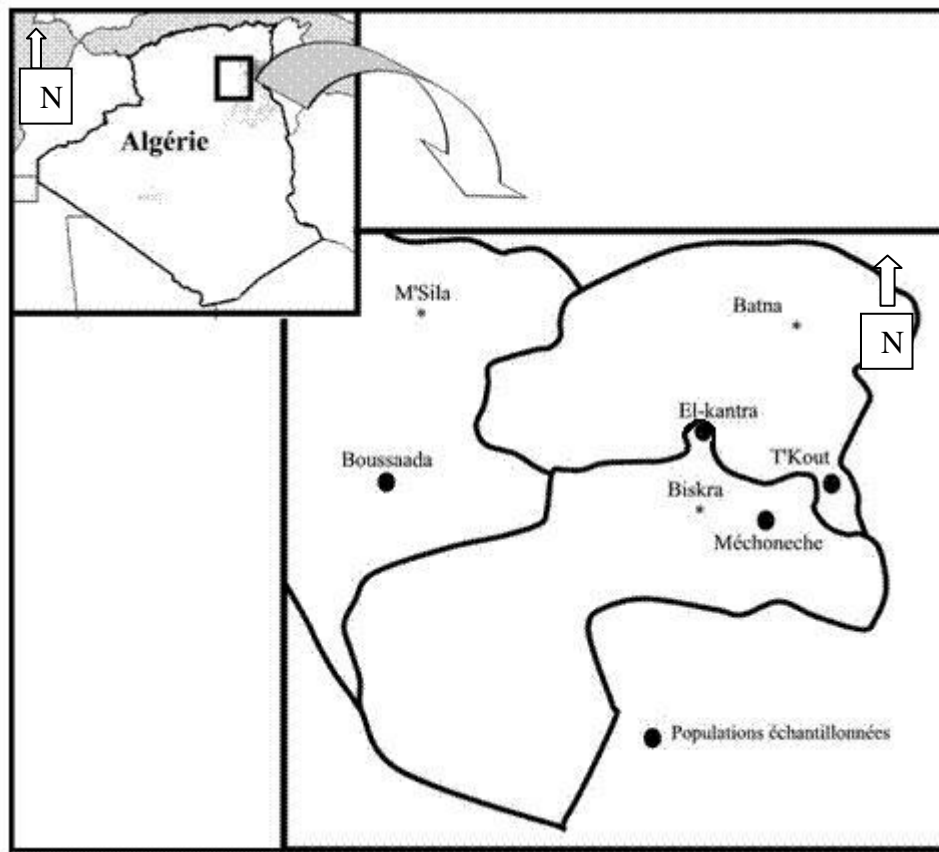 N
Algérie
M'Sila
Batna
N
El-kantra
Boussaada
T'Kout
Biskra
Méchoneche
Populations échantillonnées